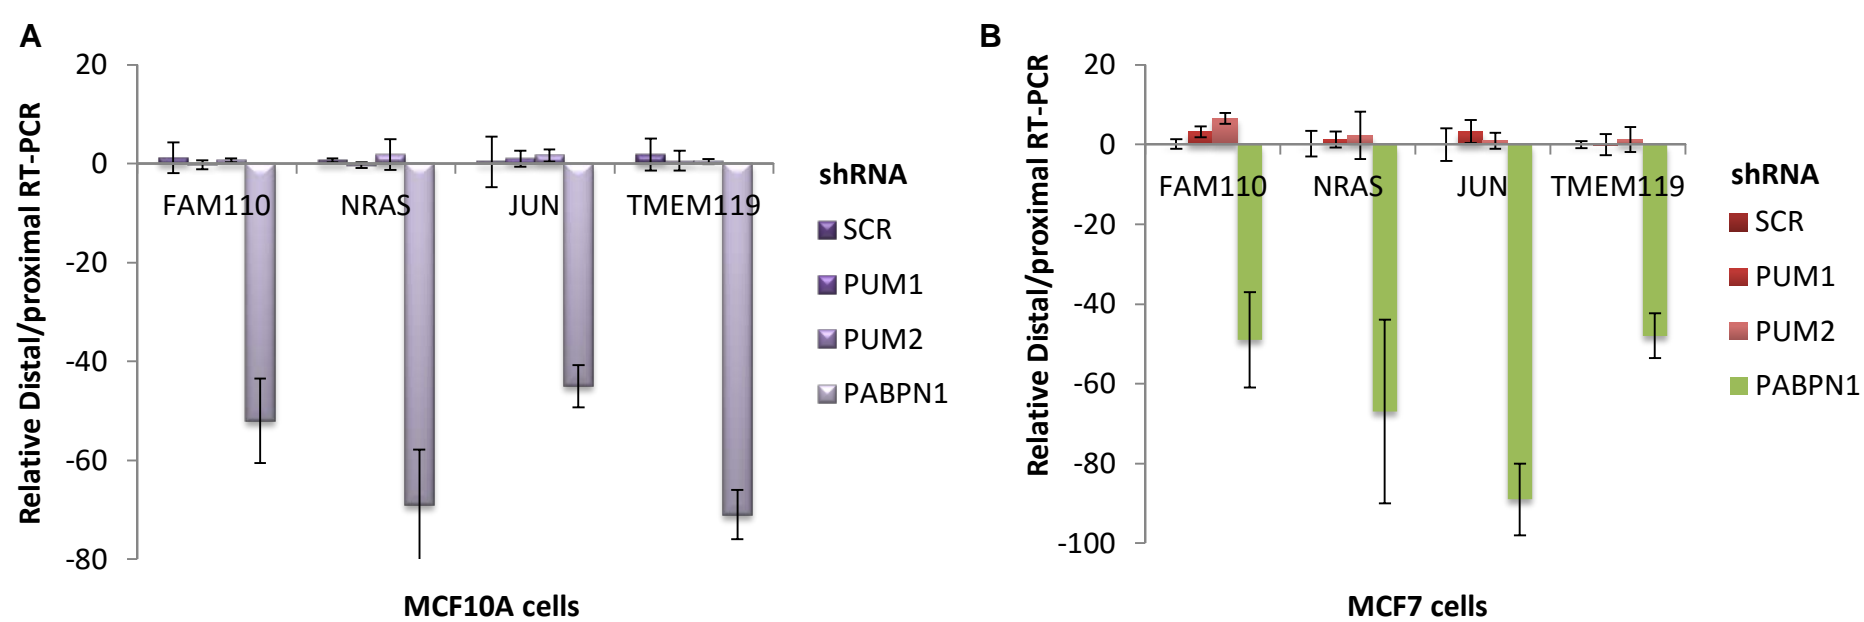 A
Relative Distal/proximal RT-PCR
20
0
-20
-40
-60
-80
FAM110 NRAS JUN TMEM119
MCF10A cells
shRNA
SCR
PUM1
PUM2
PABPN1
B
Relative Distal/proximal RT-PCR
20
0
-20
-40
-60
-80
-100
FAM110 NRAS JUN TMEM119
MCF7 cells
shRNA
SCR
PUM1
PUM2
PABPN1